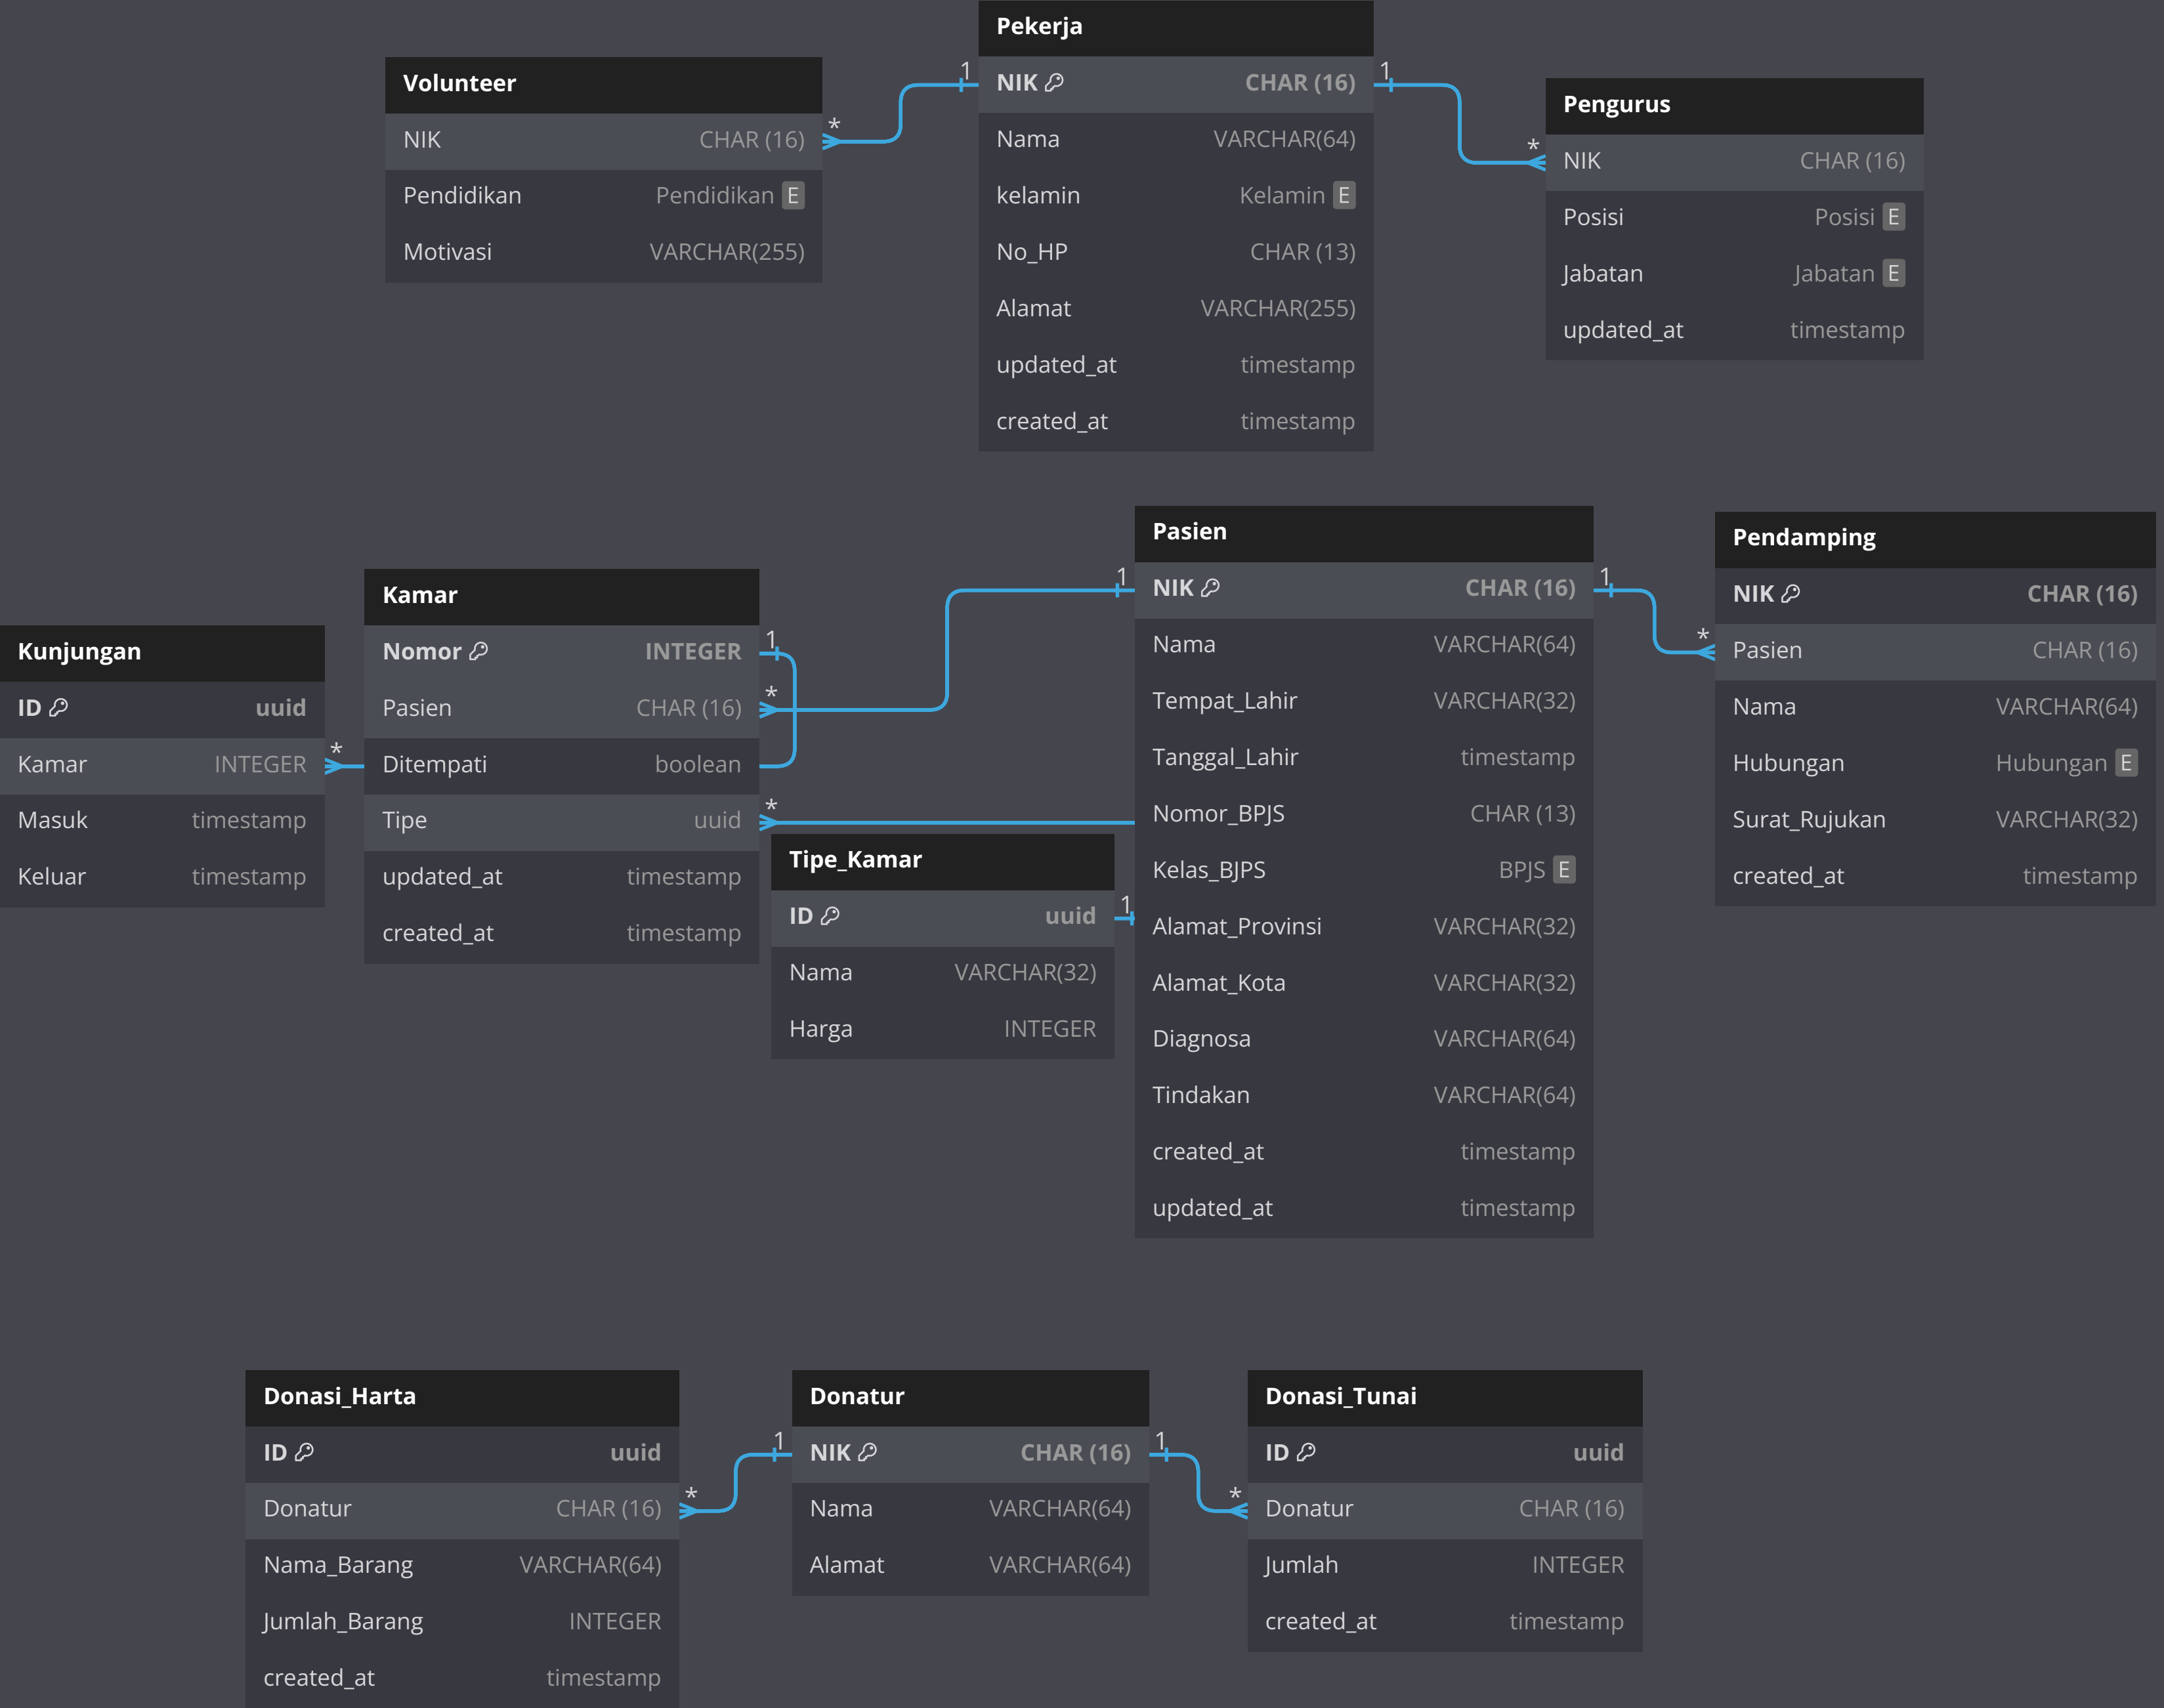 Pekerja
NIK CHAR (16)
Nama VARCHAR(64)
kelamin Kelamin E
No_HP CHAR (13)
Alamat VARCHAR(255)
updated_at timestamp
created_at timestamp
Volunteer
NIK CHAR (16)
Pendidikan Pendidikan E
Motivasi VARCHAR(255)
* 1
Pengurus
NIK CHAR (16)
Posisi Posisi E
Jabatan Jabatan E
updated_at timestamp
1 *
Kunjungan
ID uuid
Kamar INTEGER
Masuk timestamp
Keluar timestamp
*
Kamar
Nomor INTEGER
Pasien CHAR (16)
Ditempati boolean
Tipe uuid
updated_at timestamp
created_at timestamp
1
* 1
* 1
Tipe_Kamar
ID uuid
Nama VARCHAR(32)
Harga INTEGER
Pasien
NIK CHAR (16)
Nama VARCHAR(64)
Tempat_Lahir VARCHAR(32)
Tanggal_Lahir timestamp
Nomor_BPJS CHAR (13)
Kelas_BJPS BPJS E
Alamat_Provinsi VARCHAR(32)
Alamat_Kota VARCHAR(32)
Diagnosa VARCHAR(64)
Tindakan VARCHAR(64)
created_at timestamp
updated_at timestamp
1 *
Pendamping
NIK CHAR (16)
Pasien CHAR (16)
Nama VARCHAR(64)
Hubungan Hubungan E
Surat_Rujukan VARCHAR(32)
created_at timestamp
Donasi_Harta
ID uuid
Donatur CHAR (16)
Nama_Barang VARCHAR(64)
Jumlah_Barang INTEGER
created_at timestamp
* 1
Donatur
NIK CHAR (16)
Nama VARCHAR(64)
Alamat VARCHAR(64)
1 *
Donasi_Tunai
ID uuid
Donatur CHAR (16)
Jumlah INTEGER
created_at timestamp